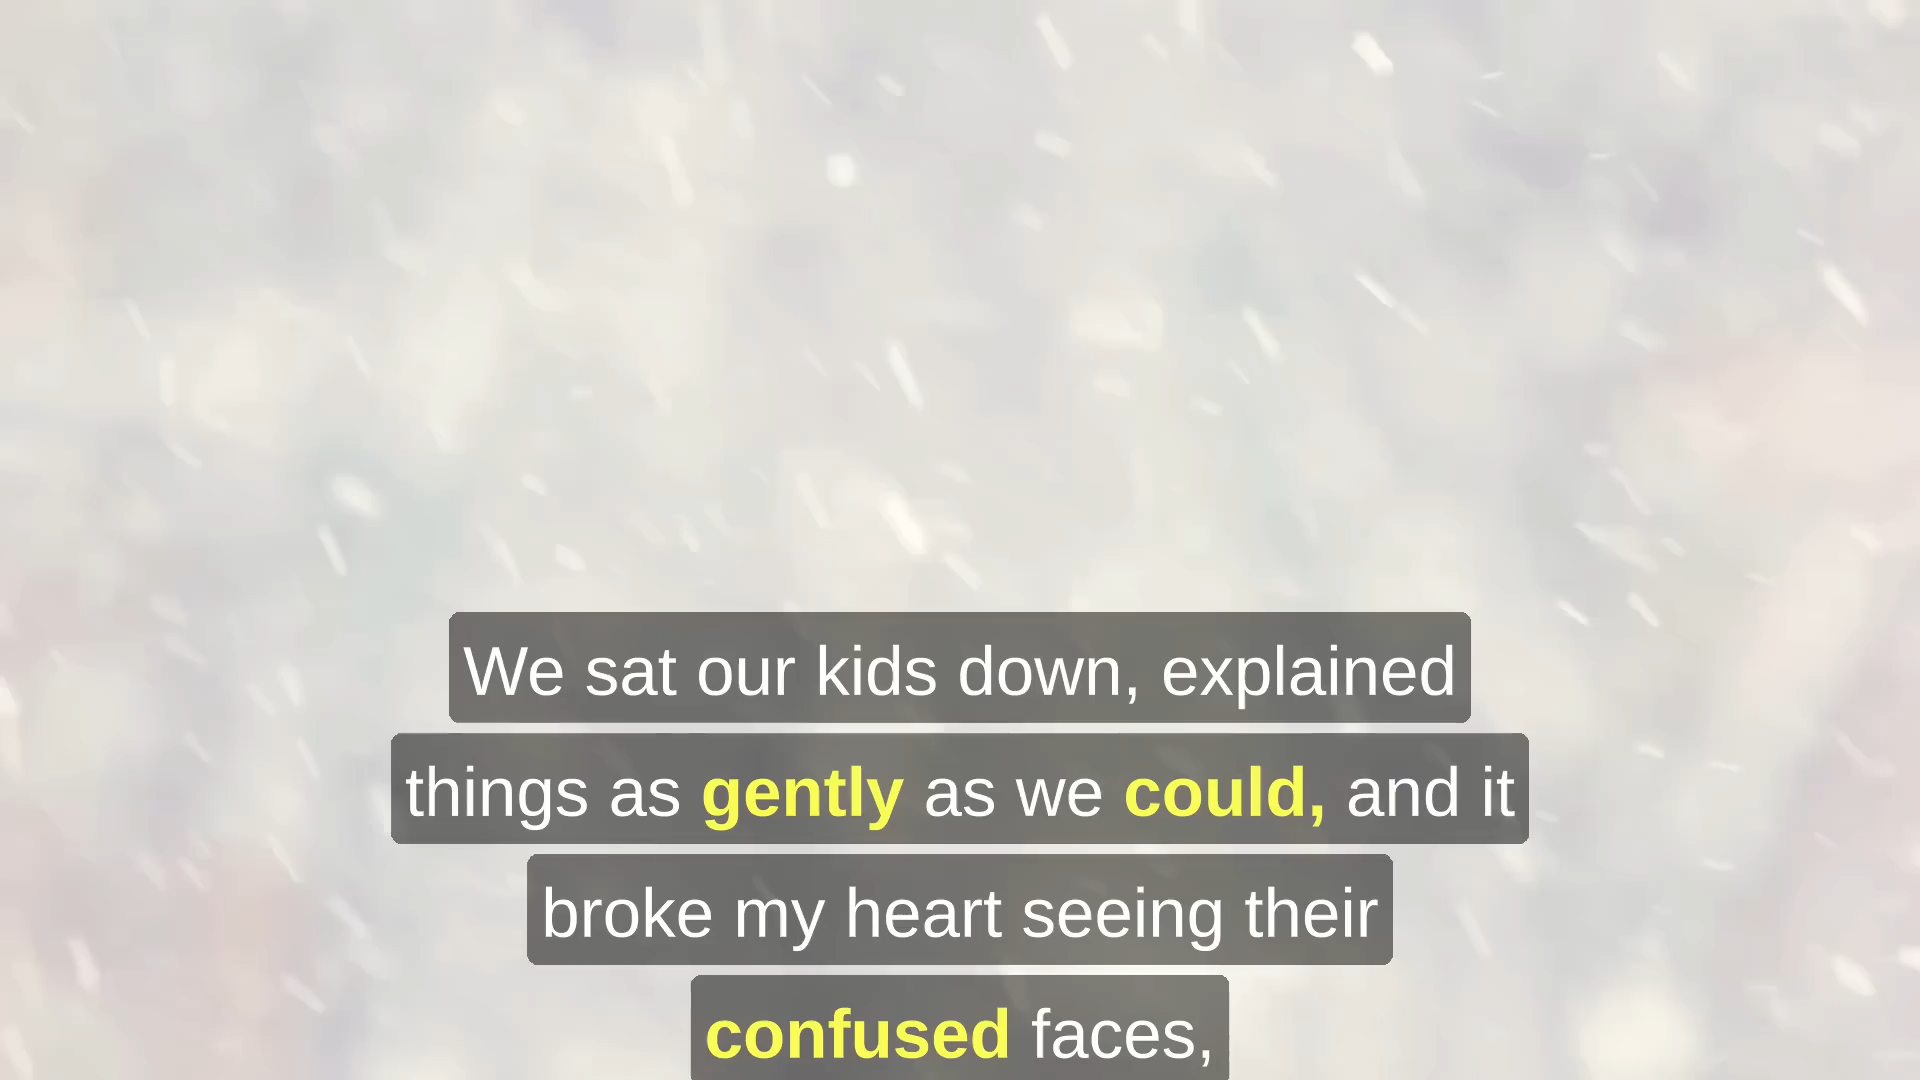 We sat our kids down, explained
things as gently as we could, and it
broke my heart seeing their
confused faces,